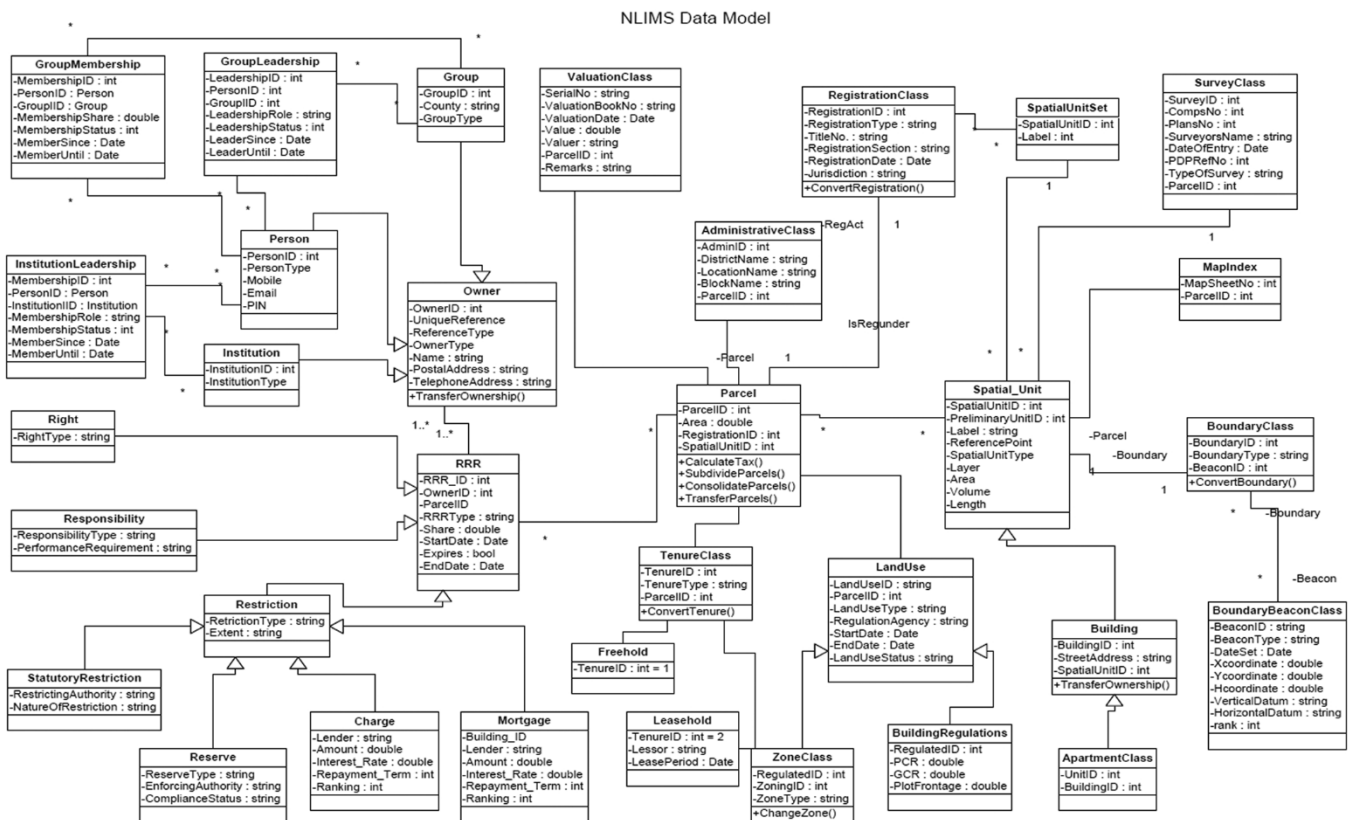 NLIMS Data Model
GroupMembership
-MembershipID : int
-PersonID : Person
-GroupIID : Group
-MembershipShare : double
-MembershipStatus : int
-MemberSince : Date
-MemberUntil : Date
GroupLeadership
-LeadershipID : int
-PersonID : int
-GroupIID : int
-LeadershipRole : string
-LeadershipStatus : int
-LeaderSince : Date
-LeaderUntil : Date
Group
-GroupID : int
-County : string
-GroupType
ValuationClass
-SerialNo : string
-ValuationBookNo : string
-ValuationDate : Date
-Value : double
-Valuer : string
-ParcelID : int
-Remarks : string
RegistrationClass
-RegistrationID : int
-RegistrationType : string
-TitleNo. : string
-RegistrationSection : string
-RegistrationDate : Date
-Jurisdiction : string
+ConvertRegistration()
SpatialUnitSet
-SpatialUnitID : int
-Label : int
SurveyClass
-SurveyID : int
-CompsNo : int
-PlansNo : int
-SurveyorsName : string
-DateOfEntry : Date
-PDPRefNo : int
-TypeOfSurvey : string
-ParcelID : int
*
*
*
*
*
*
*
*
1
1
1
-RegAct
Person
-PersonID : int
-PersonType
-Mobile
-Email
-PIN
InstitutionLeadership
-MembershipID : int
-PersonID : Person
-InstitutionIID : Institution
-MembershipRole : string
-MembershipStatus : int
-MemberSince : Date
-MemberUntil : Date
*
*
*
*
Institution
-InstitutionID : int
-InstitutionType
Owner
-OwnerID : int
-UniqueReference
-ReferenceType
-OwnerType
-Name : string
-PostalAddress : string
-TelephoneAddress : string
+TransferOwnership()
AdministrativeClass
-AdminID : int
-DistrictName : string
-LocationName : string
-BlockName : string
-ParcelID : int
MapIndex
-MapSheetNo : int
-ParcelID : int
IsRegunder
-Parcel
1
*
*
Parcel
-ParcelID : int
-Area : double
-RegistrationID : int
-SpatialUnitID : int
+CalculateTax()
+SubdivideParcels()
+ConsolidateParcels()
+TransferParcels()
Spatial_Unit
-SpatialUnitID : int
-PreliminaryUnitID : int
-Label : string
-ReferencePoint
-SpatialUnitType
-Layer
-Area
-Volume
-Length
BoundaryClass
-BoundaryID : int
-BoundaryType : string
-BeaconID : int
+ConvertBoundary()
-Parcel
-Boundary
1
1
*
-Boundary
*
-Beacon
Right
-RightType : string
1..*
1..*
*
*
*
*
RRR
-RRR_ID : int
-OwnerID : int
-ParcelID
-RRRType : string
-Share : double
-StartDate : Date
-Expires : bool
-EndDate : Date
Responsibility
-ResponsibilityType : string
-PerformanceRequirement : string
TenureClass
-TenureID : int
-TenureType : string
-ParcelID : int
+ConvertTenure()
LandUse
-LandUseID : string
-ParcelID : int
-LandUseType : string
-RegulationAgency : string
-StartDate : Date
-EndDate : Date
-LandUseStatus : string
Restriction
-RetrictionType : string
-Extent : string
Freehold
-TenureID : int = 1
Building
-BuildingID : int
-StreetAddress : string
-SpatialUnitID : int
+TransferOwnership()
BoundaryBeaconClass
-BeaconID : string
-BeaconType : string
-DateSet : Date
-Xcoordinate : double
-Ycoordinate : double
-Hcoordinate : double
-VerticalDatum : string
-HorizontalDatum : string
-rank : int
StatutoryRestriction
-RestrictingAuthority : string
-NatureOfRestriction : string
Reserve
-ReserveType : string
-EnforcingAuthority : string
-ComplianceStatus : string
Charge
-Lender : string
-Amount : double
-Interest_Rate : double
-Repayment_Term : int
-Ranking : int
Mortgage
-Building_ID
-Lender : string
-Amount : double
-Interest_Rate : double
-Repayment_Term : int
-Ranking : int
Leasehold
-TenureID : int = 2
-Lessor : string
-LeasePeriod : Date
ZoneClass
-RegulatedID : int
-ZoningID : int
-ZoneType : string
+ChangeZone()
BuildingRegulations
-RegulatedID : int
-PCR : double
-GCR : double
-PlotFrontage : double
ApartmentClass
-UnitID : int
-BuildingID : int